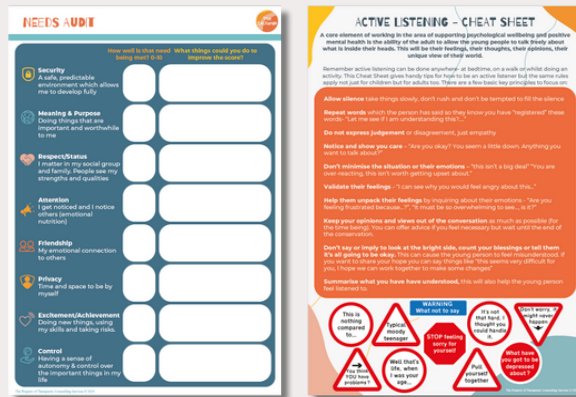 NEEDS AUDIT
How well is that need being met? 0-10
What things could you do to improve the score?
Security
A safe, predictable
environment which allows
me to develop fully
Meaning & Purpose
Doing things that are
important and worthwhile
to me
Respect/Status
I matter in my social group
and family. People see my
strengths and qualities
Attention
I get noticed and I notice
others (emotional
nutrition)
Friendship
My emotional connection
to others
Privacy
Time and space to be by
myself
Excitement/Achievement
Doing new things, using
my skills and taking risks.
Control
Having a sense of
autonomy & control over
the important things in my
life
ACTIVE LISTENING - CHEAT SHEET
A core element of working in the area of supporting psychological wellbeing and positive
mental health is the ability of the adult to allow the young people to talk freely about
what is inside their heads. This will be their feelings, their thoughts, their opinions, their
unique view of their world.
Remember active listening can be done anywhere- at bedtime, on a walk or whilst doing an
activity. This Cheat Sheet gives handy tips for how to be an active listener but the same rules
apply not just for children but for adults too. There are a few basic key principles to focus on:
Allow silence take things slowly, don't rush and don't be tempted to fill the silence
Repeat words which the person has said so they know you have "registered" these
words- "Let me see if I am understanding this?..."
Do not express judgement or disagreement, just empathy
Notice and show you care - "Are you okay? You seem a little down. Anything you
want to talk about?"
Don't minimise the situation or their emotions - "this isn't a big deal" "You are
over-reacting, this isn't worth getting upset about."
Validate their feelings - "I can see why you would feel angry about this..."
Help them unpack their feelings by inquiring about their emotions - "Are you
feeling frustrated because...?", "It must be so overwhelming to see.... is it?"
Keep your opinions and views out of the conversation as much as possible (for
the time being). You can offer advice if you feel necessary but wait until the end of
the conversation.
Don't say or imply to look at the bright side, count your blessings or tell them
it's all going to be okay. This can cause the young person to feel misunderstood. If
you want to share your hope you can say things like "this seems very difficult for
you, I hope we can work together to make some changes"
Summarise what you have have understood, this will also help the young person
feel listened to.
WARNING
What not to say
This is
nothing
compared
to...
Typical
moody
teenager
STOP feeling
sorry for
yourself
It's not
that hard. I
thought you
could handle
it.
Don't worry, it
might never
happen
You think
YOU have
problems?
Well that's
life, when
I was your
age...
Pull
yourself
together
What have
you got to be
depressed
about?